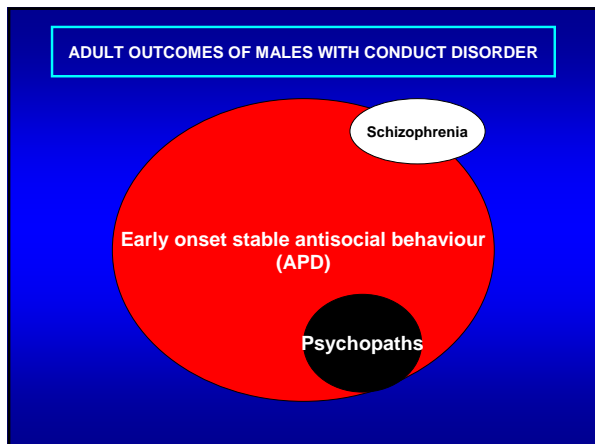 ADULT OUTCOMES OF MALES WITH CONDUCT DISORDER
Schizophrenia
Early onset stable antisocial behaviour
(APD)
Psychopaths